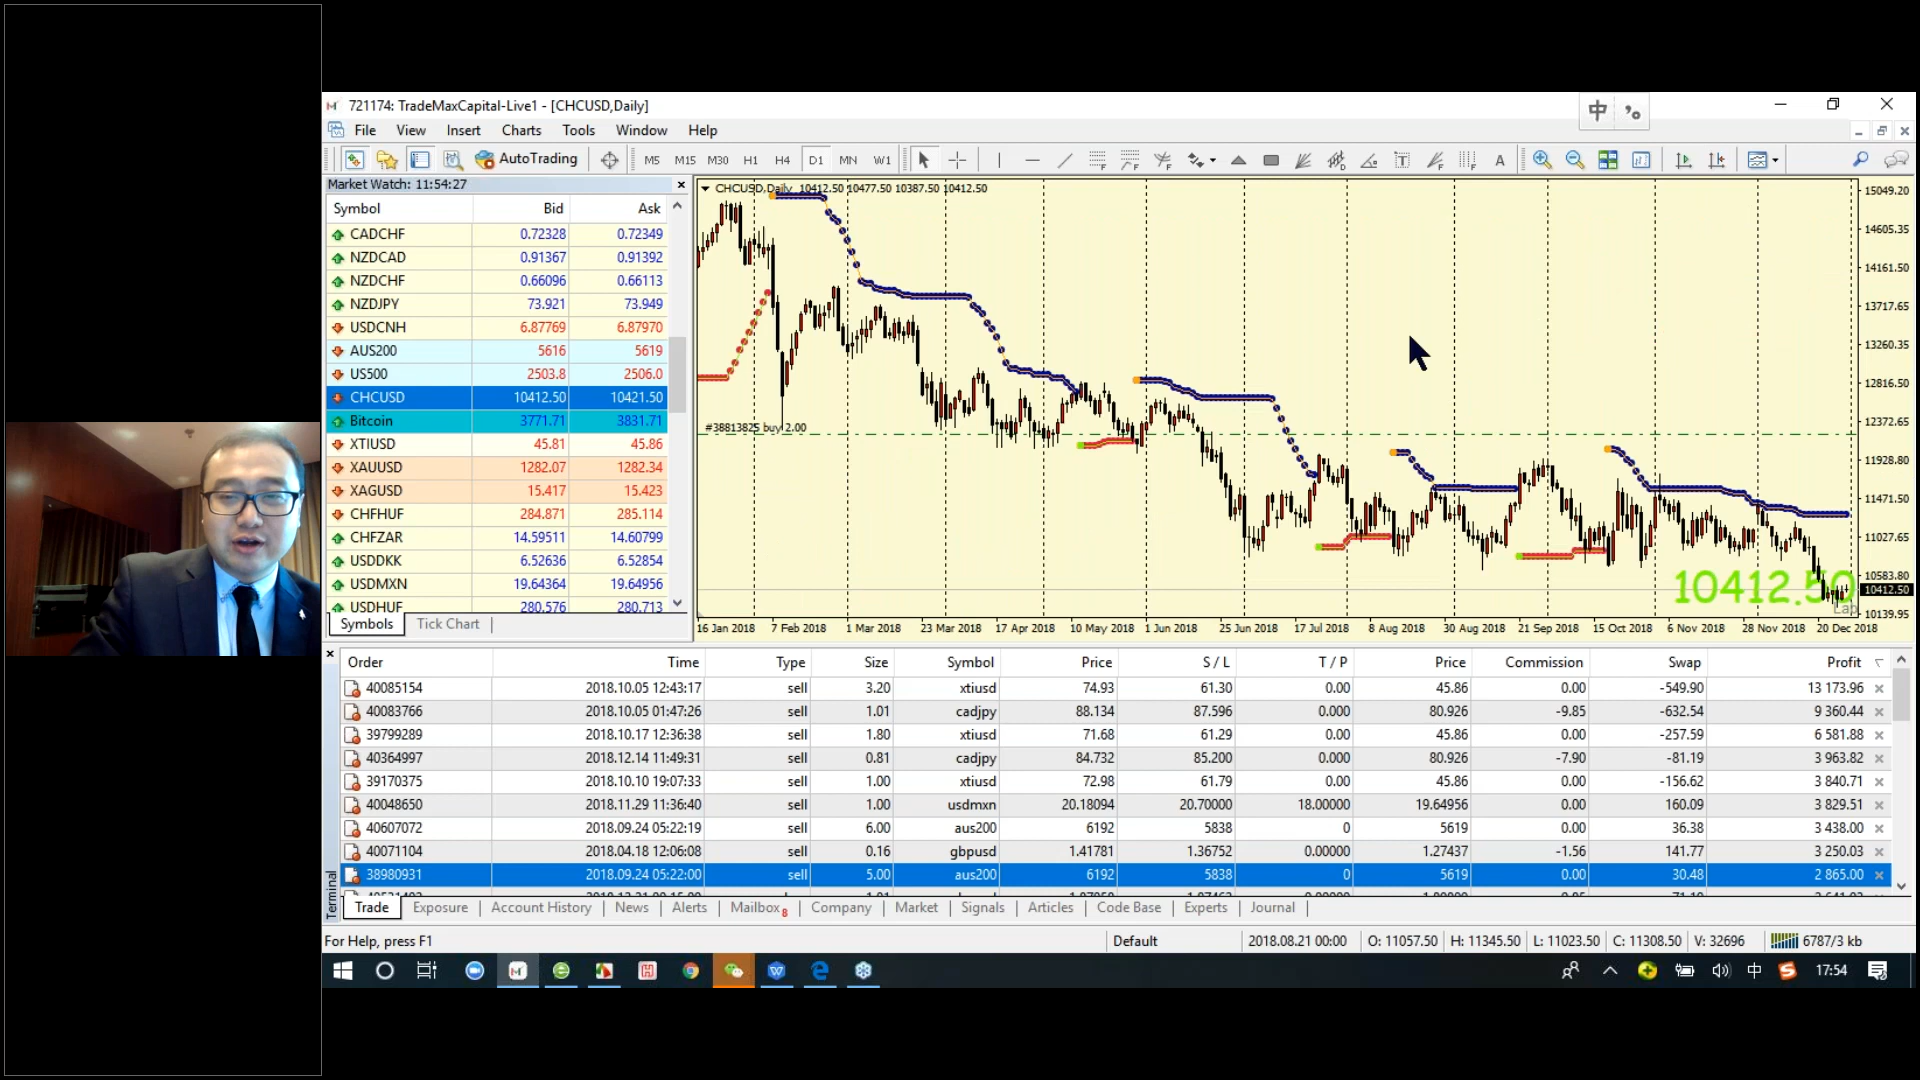 721174: TradeMaxCapital-Live1 - [CHCUSD,Daily]
中
File View Insert Charts Tools Window Help
AutoTrading M5 M15 M30 H1 H4 D1 MN W1 A
Market Watch: 11:54:27
Symbol Bid Ask
CADCHF 0.72328 0.72349
NZDCAD 0.91367 0.91392
NZDCHF 0.66096 0.66113
NZDJPY 73.921 73.949
USDCNH 6.87769 6.87970
AUS200 5616 5619
US500 2503.8 2506.0
CHCUSD 10412.50 10421.50
Bitcoin 3771.71 3831.71
XTIUSD 45.81 45.86
XAUUSD 1282.07 1282.34
XAGUSD 15.417 15.423
CHFHUF 284.871 285.114
CHFZAR 14.59511 14.60799
USDDKK 6.52636 6.52854
USDMXN 19.64364 19.64956
USDHUF 280.576 280.713
Symbols Tick Chart
CHCUSD,Daily 10412.50 10477.50 10387.50 10412.50
#38813825 buy 2.00
10412.50
Lab
15049.20
14605.35
14161.50
13717.65
13260.35
12816.50
12372.65
11928.80
11471.50
11027.65
10583.80
10412.50
10139.95
16 Jan 2018 7 Feb 2018 1 Mar 2018 23 Mar 2018 17 Apr 2018 10 May 2018 1 Jun 2018 25 Jun 2018 17 Jul 2018 8 Aug 2018 30 Aug 2018 21 Sep 2018 15 Oct 2018 6 Nov 2018 28 Nov 2018 20 Dec 2018
Order Time Type Size Symbol Price S / L T / P Price Commission Swap Profit
40085154 2018.10.05 12:43:17 sell 3.20 xtiusd 74.93 61.30 0.00 45.86 0.00 -549.90 13 173.96
40083766 2018.10.05 01:47:26 sell 1.01 cadjpy 88.134 87.596 0.000 80.926 -9.85 -632.54 9 360.44
39799289 2018.10.17 12:36:38 sell 1.80 xtiusd 71.68 61.29 0.00 45.86 0.00 -257.59 6 581.88
40364997 2018.12.14 11:49:31 sell 0.81 cadjpy 84.732 85.200 0.000 80.926 -7.90 -81.19 3 963.82
39170375 2018.10.10 19:07:33 sell 1.00 xtiusd 72.98 61.79 0.00 45.86 0.00 -156.62 3 840.71
40048650 2018.11.29 11:36:40 sell 1.00 usdmxn 20.18094 20.70000 18.00000 19.64956 0.00 160.09 3 829.51
40607072 2018.09.24 05:22:19 sell 6.00 aus200 6192 5838 0 5619 0.00 36.38 3 438.00
40071104 2018.04.18 12:06:08 sell 0.16 gbpusd 1.41781 1.36752 0.00000 1.27437 -1.56 141.77 3 250.03
38980931 2018.09.24 05:22:00 sell 5.00 aus200 6192 5838 0 5619 0.00 30.48 2 865.00
Terminal
Trade Exposure Account History News Alerts Mailbox 8 Company Market Signals Articles Code Base Experts Journal
For Help, press F1 Default 2018.08.21 00:00 O: 11057.50 H: 11345.50 L: 11023.50 C: 11308.50 V: 32696 6787/3 kb
中 17:54